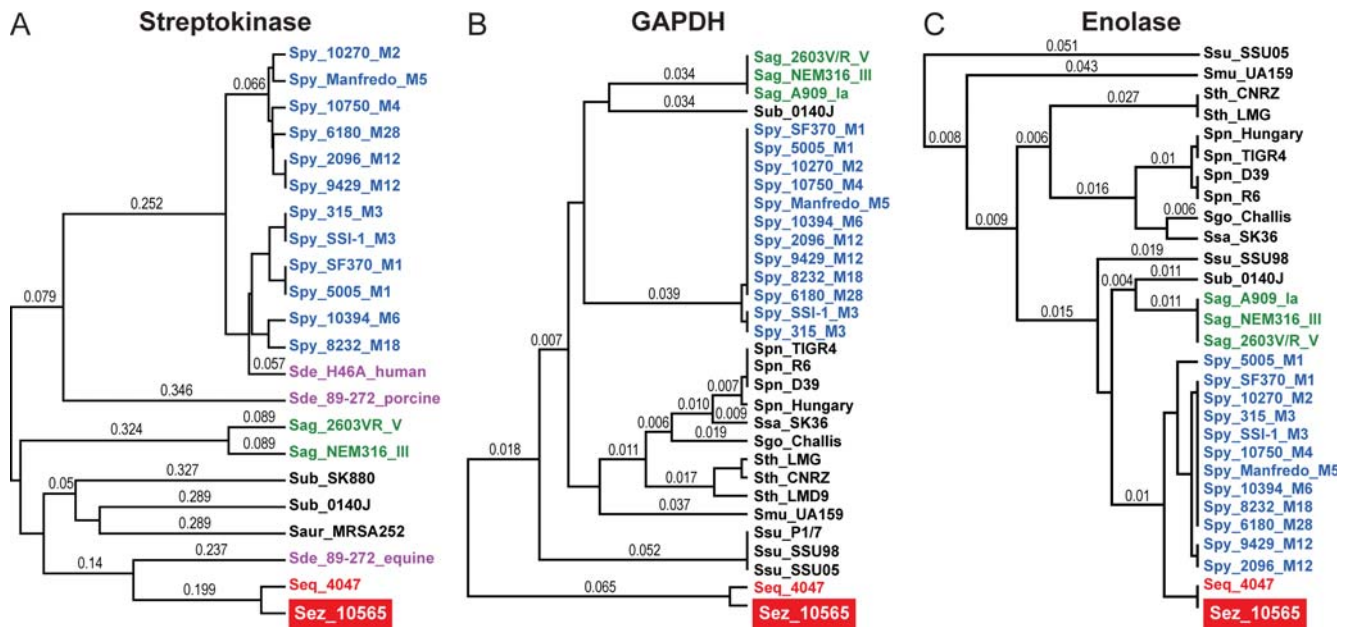 A
Streptokinase
Spy_10270_M2
Spy_Manfredo_M5
Spy_10750_M4
Spy_6180_M28
Spy_2096_M12
Spy_9429_M12
Spy_315_M3
Spy_SSI-1_M3
Spy_SF370_M1
Spy_5005_M1
Spy_10394_M6
Spy_8232_M18
Sde_H46A_human
Sde_89-272_porcine
Sag_2603VR_V
Sag_NEM316_III
Sub_SK880
Sub_0140J
Saur_MRSA252
Sde_89-272_equine
Seq_4047
Sez_10565
0.066
0.252
0.079
0.057
0.346
0.089
0.324
0.089
0.327
0.05
0.289
0.289
0.237
0.14
0.199
B
GAPDH
Sag_2603V/R_V
Sag_NEM316_III
Sag_A909_Ia
Sub_0140J
Spy_SF370_M1
Spy_5005_M1
Spy_10270_M2
Spy_10750_M4
Spy_Manfredo_M5
Spy_10394_M6
Spy_2096_M12
Spy_9429_M12
Spy_8232_M18
Spy_6180_M28
Spy_SSI-1_M3
Spy_315_M3
Spn_TIGR4
Spn_R6
Spn_D39
Spn_Hungary
Ssa_SK36
Sgo_Challis
Sth_LMG
Sth_CNRZ
Sth_LMD9
Smu_UA159
Ssu_P1/7
Ssu_SSU98
Ssu_SSU05
Seq_4047
Sez_10565
0.034
0.034
0.039
0.007
0.007
0.010
0.009
0.006
0.019
0.018
0.011
0.017
0.037
0.052
0.065
C
Enolase
Ssu_SSU05
Smu_UA159
Sth_CNRZ
Sth_LMG
Spn_Hungary
Spn_TIGR4
Spn_D39
Spn_R6
Sgo_Challis
Ssa_SK36
Ssu_SSU98
Sub_0140J
Sag_A909_Ia
Sag_NEM316_III
Sag_2603V/R_V
Spy_5005_M1
Spy_SF370_M1
Spy_10270_M2
Spy_315_M3
Spy_SSI-1_M3
Spy_10750_M4
Spy_Manfredo_M5
Spy_10394_M6
Spy_8232_M18
Spy_6180_M28
Spy_9429_M12
Spy_2096_M12
Seq_4047
Sez_10565
0.051
0.043
0.027
0.008
0.006
0.01
0.016
0.006
0.009
0.019
0.004
0.011
0.011
0.015
0.01